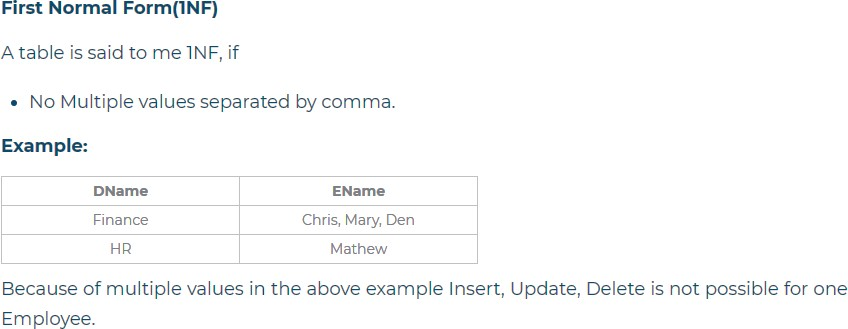 First Normal Form(1NF)
A table is said to me 1NF, if
• No Multiple values separated by comma.
Example:
DName EName
Finance Chris, Mary, Den
HR Mathew
Because of multiple values in the above example Insert, Update, Delete is not possible for one
Employee.